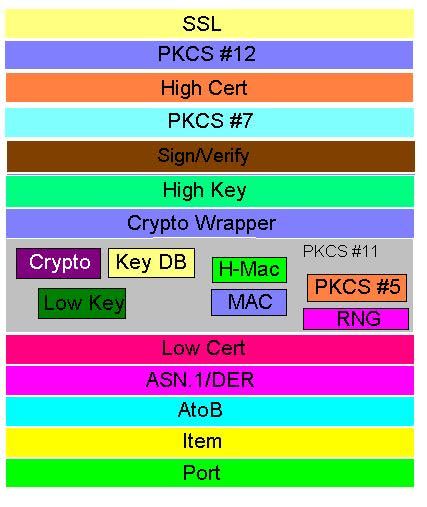 SSL
PKCS #12
High Cert
PKCS #7
Sign/Verify
High Key
Crypto Wrapper
PKCS #11
Crypto
Key DB
H-Mac
PKCS #5
Low Key
MAC
RNG
Low Cert
ASN.1/DER
AtoB
Item
Port